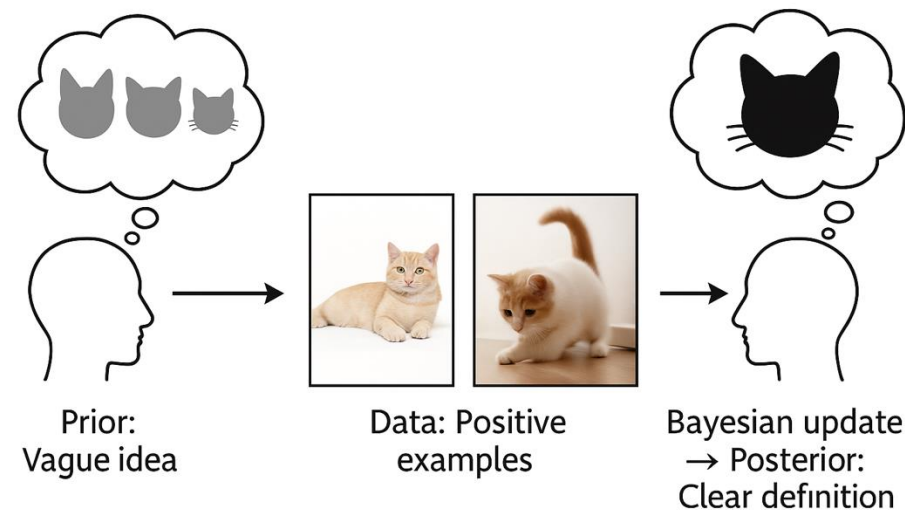 Prior:
Vague idea
Data: Positive
examples
Bayesian update
→ Posterior:
Clear definition